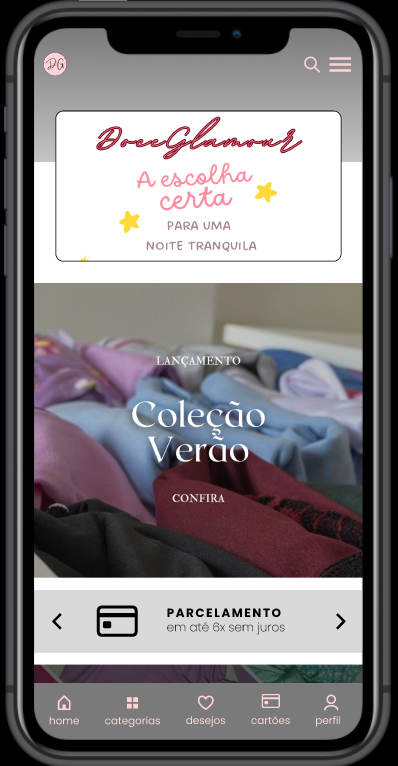 DG
DoceGlamour
A escolha
certa
PARA UMA
NOITE TRANQUILA
LANÇAMENTO
Coleção
Verão
CONFIRA
PARCELAMENTO
em até 6x sem juros
home categorias desejos cartões perfil